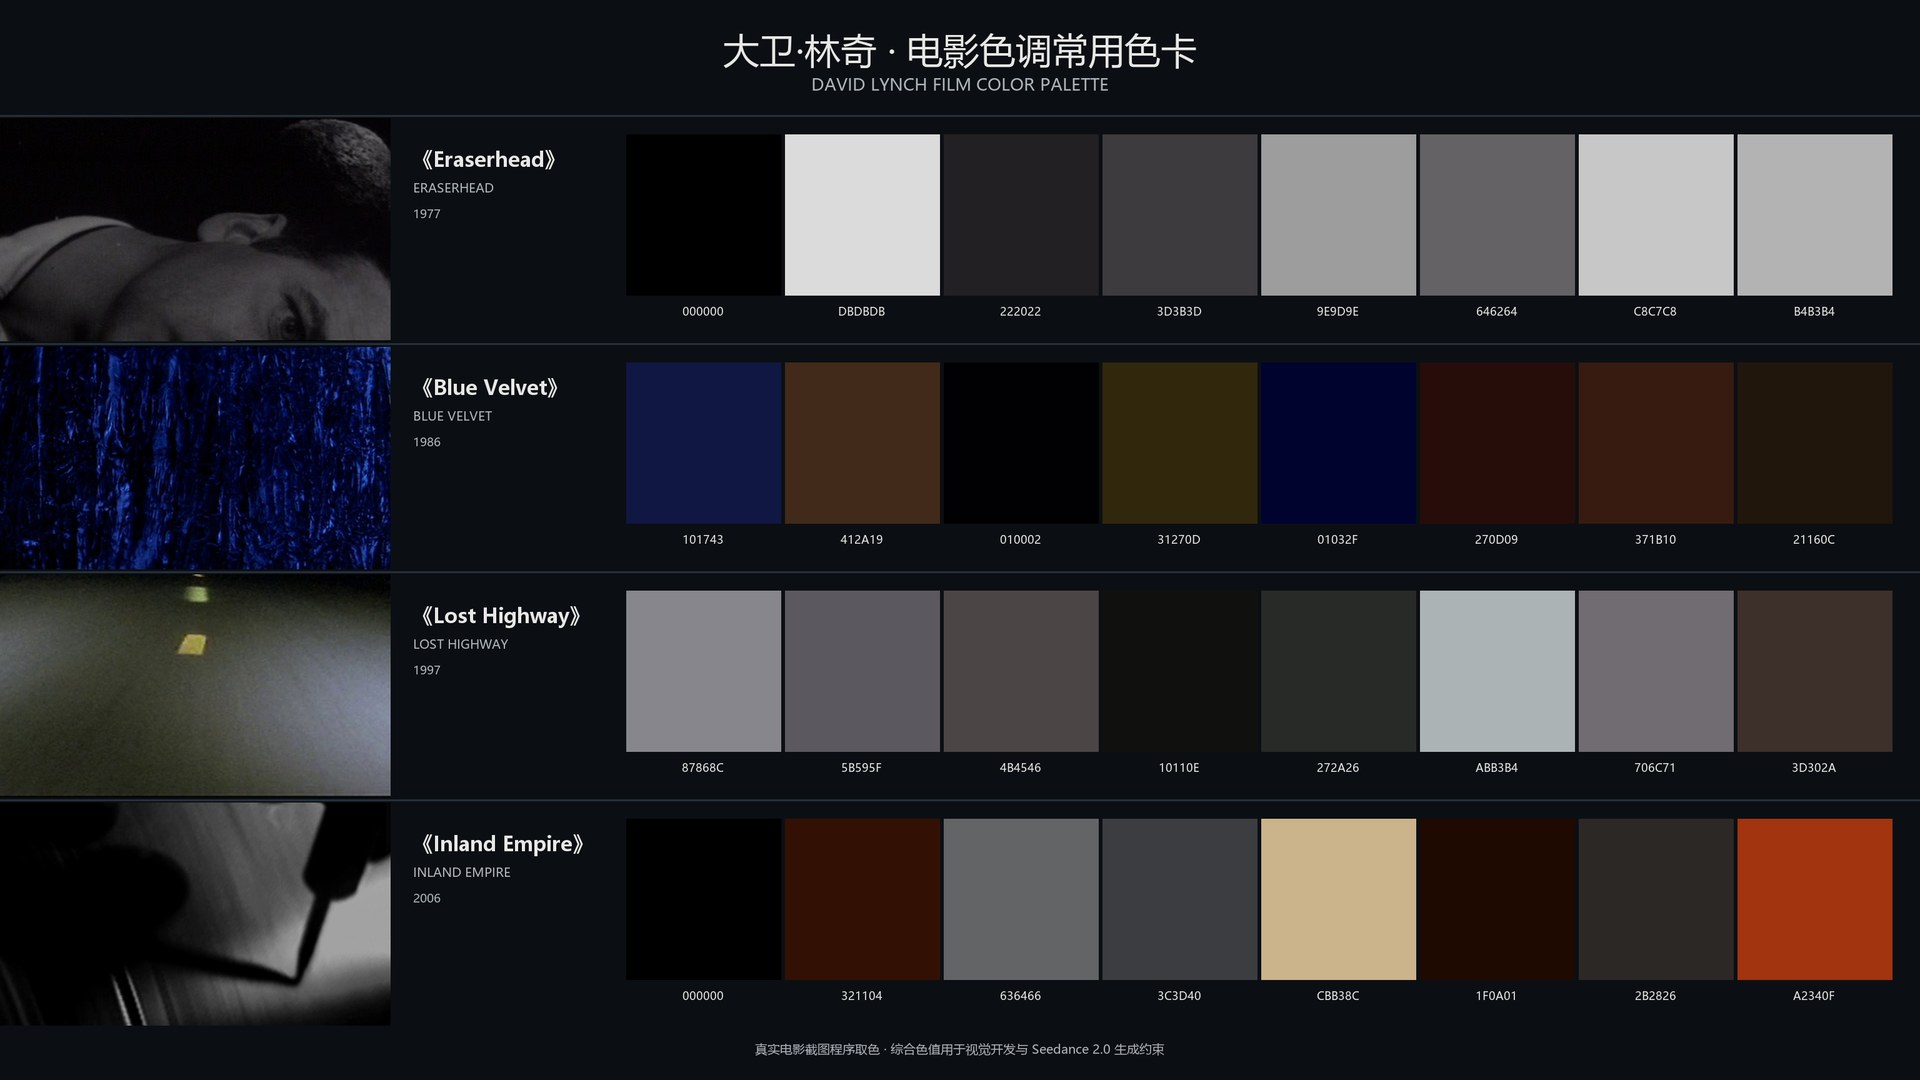 大卫·林奇 · 电影色调常用色卡
DAVID LYNCH FILM COLOR PALETTE
《Eraserhead》
ERASERHEAD
1977
000000 DBDBDB 222022 3D3B3D 9E9D9E 646264 C8C7C8 B4B3B4
《Blue Velvet》
BLUE VELVET
1986
101743 412A19 010002 31270D 01032F 270D09 371B10 21160C
《Lost Highway》
LOST HIGHWAY
1997
87868C 5B595F 4B4546 10110E 272A26 ABB3B4 706C71 3D302A
《Inland Empire》
INLAND EMPIRE
2006
000000 321104 636466 3C3D40 CBB38C 1F0A01 2B2826 A2340F
真实电影截图程序取色 · 综合色值用于视觉开发与 Seedance 2.0 生成约束